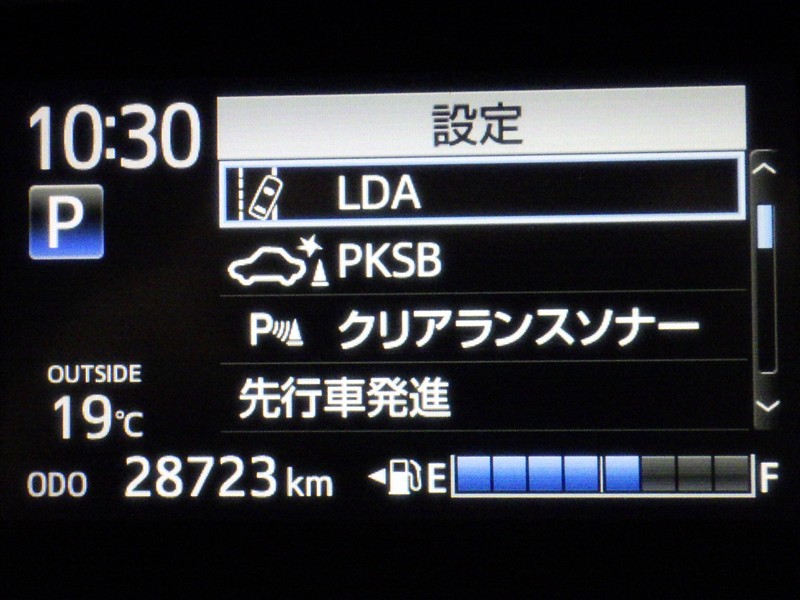 10:30
設定
P
LDA
PKSB
P クリアランスソナー
先行車発進
OUTSIDE
19℃
ODO 28723 km
E F